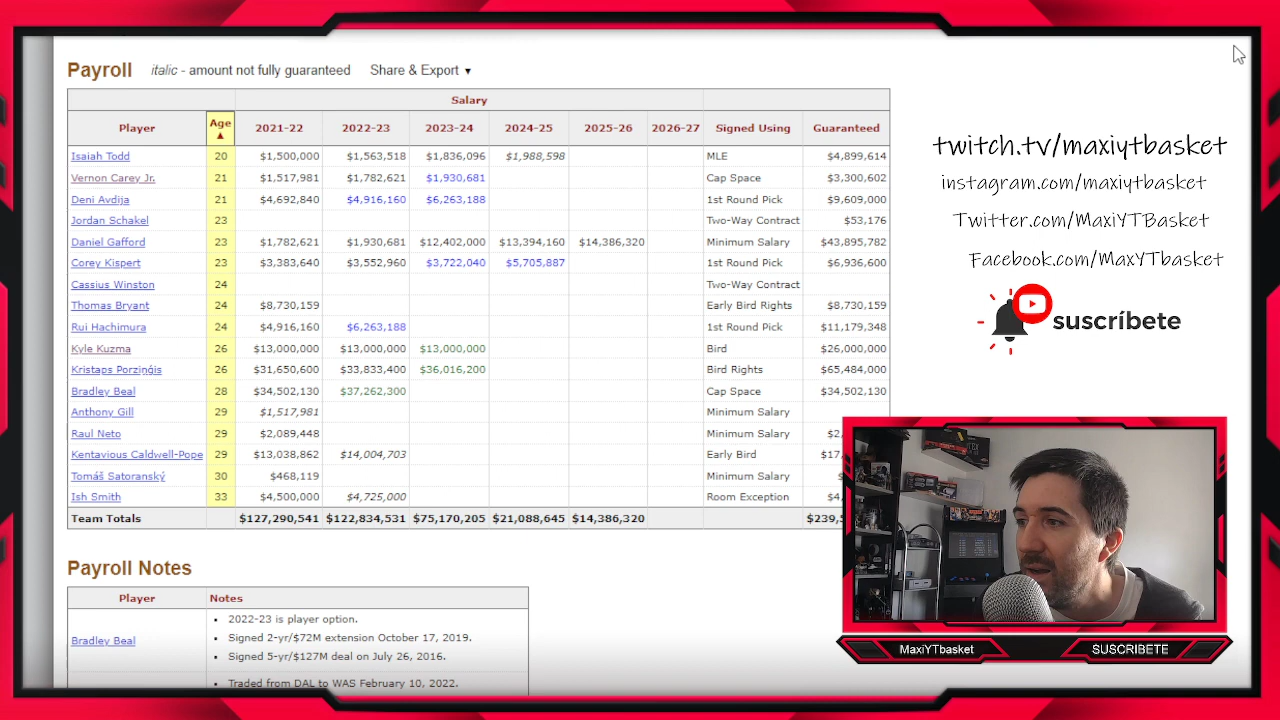 Payroll italic - amount not fully guaranteed Share & Export ▼
Salary
Player Age ▲ 2021-22 2022-23 2023-24 2024-25 2025-26 2026-27 Signed Using Guaranteed
Isaiah Todd 20 $1,500,000 $1,563,518 $1,836,096 $1,988,598 MLE $4,899,614
Vernon Carey Jr. 21 $1,517,981 $1,782,621 $1,930,681 Cap Space $3,300,602
Deni Avdija 21 $4,692,840 $4,916,160 $6,263,188 1st Round Pick $9,609,000
Jordan Schakel 23 Two-Way Contract $53,176
Daniel Gafford 23 $1,782,621 $1,930,681 $12,402,000 $13,394,160 $14,386,320 Minimum Salary $43,895,782
Corey Kispert 23 $3,383,640 $3,552,960 $3,722,040 $5,705,887 1st Round Pick $6,936,600
Cassius Winston 24 Two-Way Contract
Thomas Bryant 24 $8,730,159 Early Bird Rights $8,730,159
Rui Hachimura 24 $4,916,160 $6,263,188 1st Round Pick $11,179,348
Kyle Kuzma 26 $13,000,000 $13,000,000 $13,000,000 Bird $26,000,000
Kristaps Porziņģis 26 $31,650,600 $33,833,400 $36,016,200 Bird Rights $65,484,000
Bradley Beal 28 $34,502,130 $37,262,300 Cap Space $34,502,130
Anthony Gill 29 $1,517,981 Minimum Salary
Raul Neto 29 $2,089,448 Minimum Salary $2,
Kentavious Caldwell-Pope 29 $13,038,862 $14,004,703 Early Bird $17,
Tomáš Satoranský 30 $468,119 Minimum Salary $
Ish Smith 33 $4,500,000 $4,725,000 Room Exception $4,
Team Totals $127,290,541 $122,834,531 $75,170,205 $21,088,645 $14,386,320 $239,
Payroll Notes
Player Notes
Bradley Beal
• 2022-23 is player option.
• Signed 2-yr/$72M extension October 17, 2019.
• Signed 5-yr/$127M deal on July 26, 2016.
• Traded from DAL to WAS February 10, 2022.
twitch.tv/maxiytbasket
instagram.com/maxiytbasket
Twitter.com/MaxiYTBasket
Facebook.com/MaxYTbasket
suscríbete
MaxiYTbasket
SUSCRIBETE